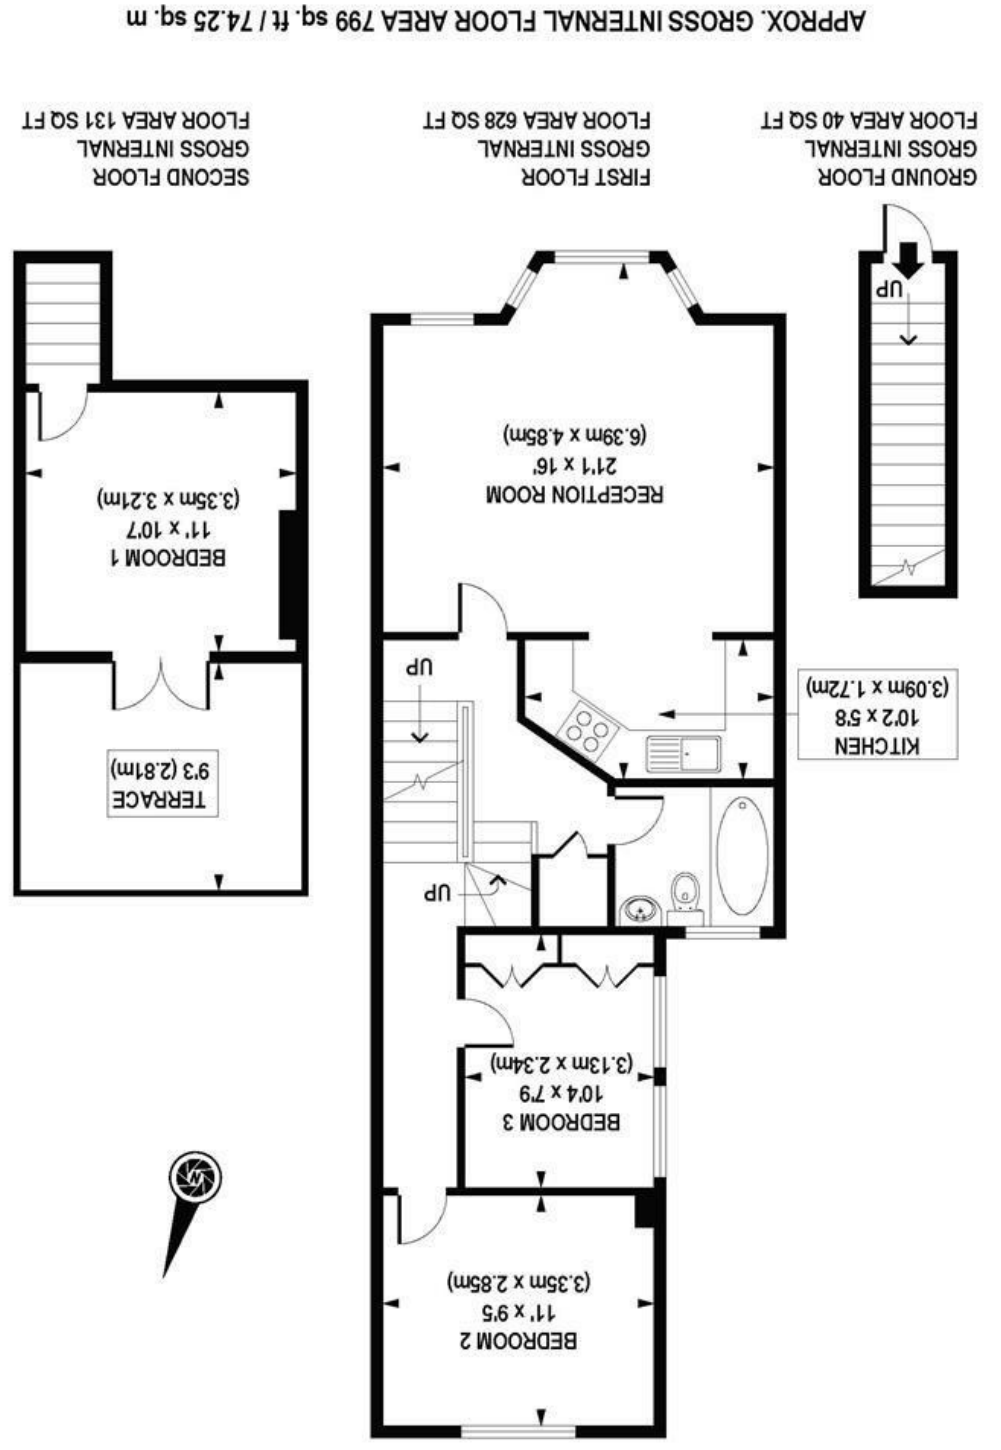 BEDROOM 2
11' x 9'5
(3.35m x 2.85m)
BEDROOM 3
10'4 x 7'9
(3.13m x 2.34m)
UP
TERRACE
9'3 (2.81m)
KITCHEN
10'2 x 5'8
(3.09m x 1.72m)
UP
BEDROOM 1
11' x 10'7
(3.35m x 3.21m)
RECEPTION ROOM
21'1 x 16'
(6.39m x 4.85m)
UP
GROUND FLOOR
GROSS INTERNAL
FLOOR AREA 40 SQ FT
FIRST FLOOR
GROSS INTERNAL
FLOOR AREA 628 SQ FT
SECOND FLOOR
GROSS INTERNAL
FLOOR AREA 131 SQ FT
APPROX. GROSS INTERNAL FLOOR AREA 799 sq. ft / 74.25 sq. m